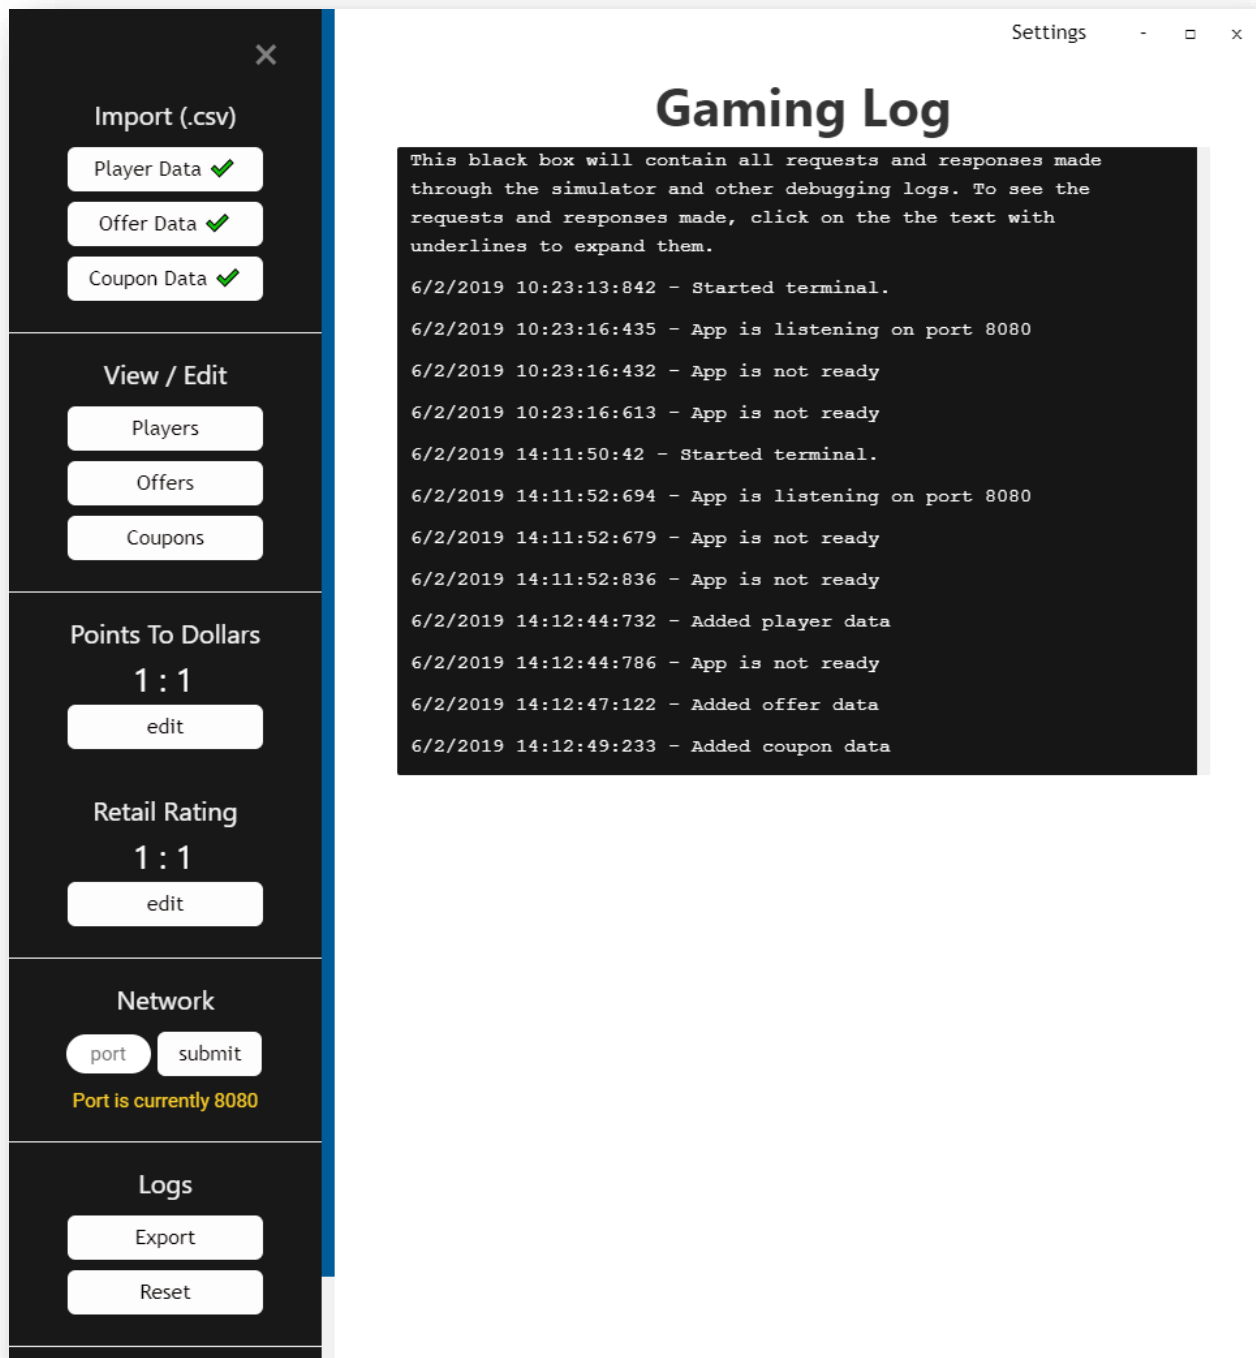 ×
Import (.csv)
Player Data ✔
Offer Data ✔
Coupon Data ✔
View / Edit
Players
Offers
Coupons
Points To Dollars
1 : 1
edit
Retail Rating
1 : 1
edit
Network
port submit
Port is currently 8080
Logs
Export
Reset
Settings - □ x
Gaming Log
This black box will contain all requests and responses made
through the simulator and other debugging logs. To see the
requests and responses made, click on the the text with
underlines to expand them.
6/2/2019 10:23:13:842 - Started terminal.
6/2/2019 10:23:16:435 - App is listening on port 8080
6/2/2019 10:23:16:432 - App is not ready
6/2/2019 10:23:16:613 - App is not ready
6/2/2019 14:11:50:42 - Started terminal.
6/2/2019 14:11:52:694 - App is listening on port 8080
6/2/2019 14:11:52:679 - App is not ready
6/2/2019 14:11:52:836 - App is not ready
6/2/2019 14:12:44:732 - Added player data
6/2/2019 14:12:44:786 - App is not ready
6/2/2019 14:12:47:122 - Added offer data
6/2/2019 14:12:49:233 - Added coupon data